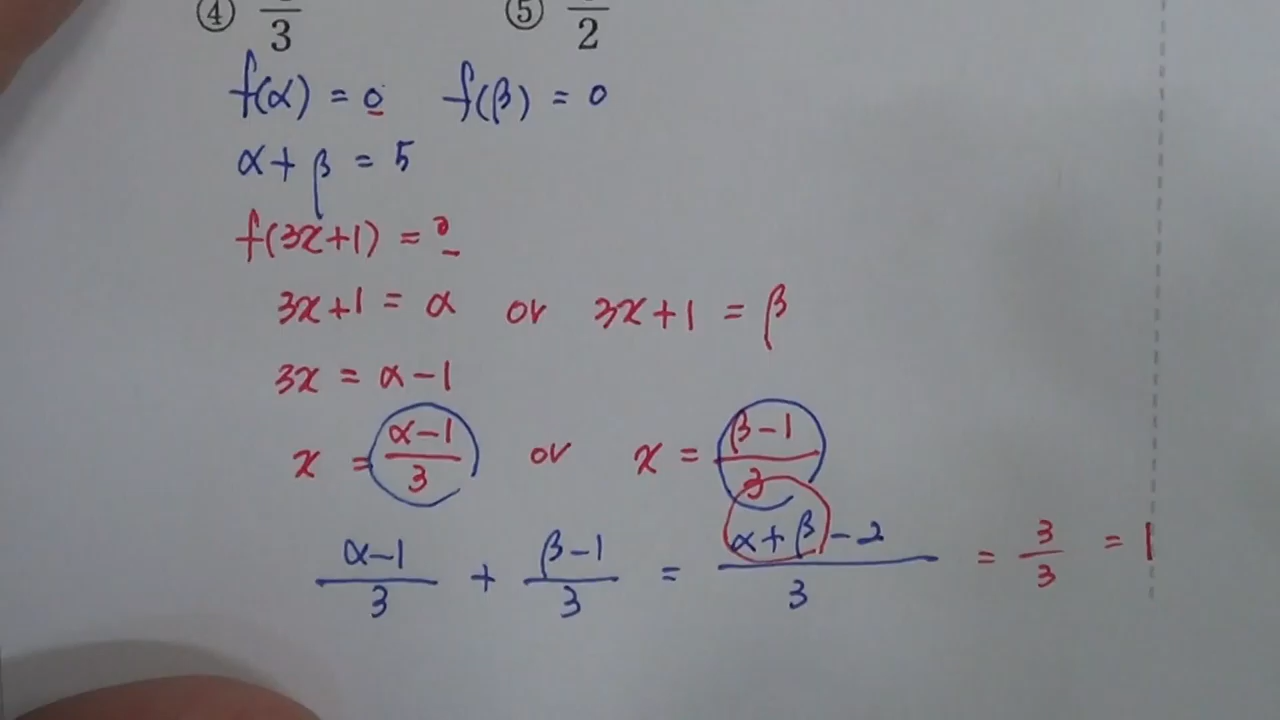 ④ 3 ⑤ 2
f(α) = 0 f(β) = 0
α + β = 5
f(3x+1) = 0
3x+1 = α or 3x+1 = β
3x = α-1
x = (α-1)/3 or x = (β-1)/3
(α-1)/3 + (β-1)/3 = (α+β-2)/3 = 3/3 = 1